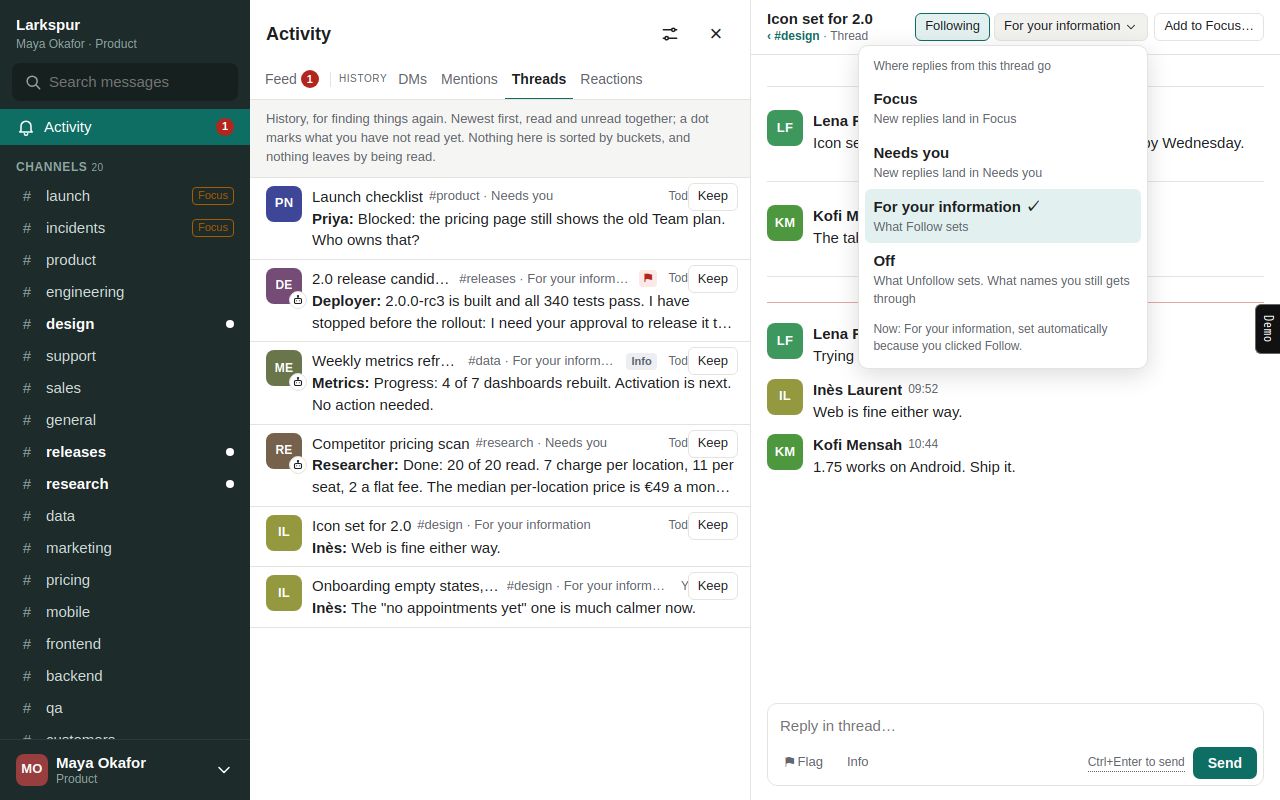 Larkspur
Maya Okafor · Product
Search messages
Activity
1
CHANNELS 20
# launch
Focus
# incidents
Focus
# product
# engineering
# design
# support
# sales
# general
# releases
# research
# data
# marketing
# pricing
# mobile
# frontend
# backend
# qa
# customers
MO
Maya Okafor
Product
Activity
Feed 1
HISTORY
DMs
Mentions
Threads
Reactions
History, for finding things again. Newest first, read and unread together; a dot
marks what you have not read yet. Nothing here is sorted by buckets, and
nothing leaves by being read.
PN
Launch checklist #product · Needs you
Tod
Keep
Priya: Blocked: the pricing page still shows the old Team plan.
Who owns that?
DE
2.0 release candid… #releases · For your inform…
Tod
Keep
Deployer: 2.0.0-rc3 is built and all 340 tests pass. I have
stopped before the rollout: I need your approval to release it t…
ME
Weekly metrics refr… #data · For your inform…
Info
Tod
Keep
Metrics: Progress: 4 of 7 dashboards rebuilt. Activation is next.
No action needed.
RE
Competitor pricing scan #research · Needs you
Tod
Keep
Researcher: Done: 20 of 20 read. 7 charge per location, 11 per
seat, 2 a flat fee. The median per-location price is €49 a mon…
IL
Icon set for 2.0 #design · For your information
Tod
Keep
Inès: Web is fine either way.
IL
Onboarding empty states,… #design · For your inform…
Y
Keep
Inès: The "no appointments yet" one is much calmer now.
Icon set for 2.0
‹ #design · Thread
Following
For your information
Add to Focus…
Where replies from this thread go
Focus
New replies land in Focus
Needs you
New replies land in Needs you
For your information ✓
What Follow sets
Off
What Unfollow sets. What names you still gets
through
Now: For your information, set automatically
because you clicked Follow.
LF
Lena F
Icon se
by Wednesday.
KM
Kofi M
The tal
LF
Lena F
Trying
IL
Inès Laurent 09:52
Web is fine either way.
KM
Kofi Mensah 10:44
1.75 works on Android. Ship it.
Demo
Reply in thread…
Flag
Info
Ctrl+Enter to send
Send